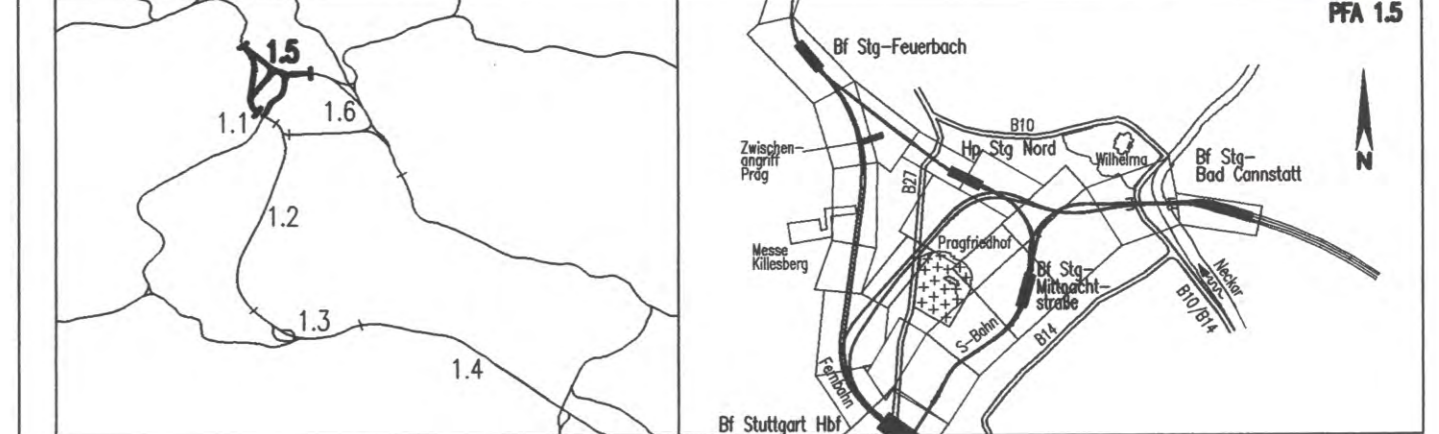 1.5
1.1
1.6
1.2
1.3
1.4
PFA 1.5
Bf Stg-Feuerbach
B10
Zwischen-
angriff
Prag
Hp Stg Nord
Wilhelma
Bf Stg-
Bad Cannstatt
N
B27
Messe
Killesberg
Pragfriedhof
Bf Stg-
Mittnacht-
straße
Neckar
B10/B14
S-Bahn
B14
Fernbahn
Bf Stuttgart Hbf